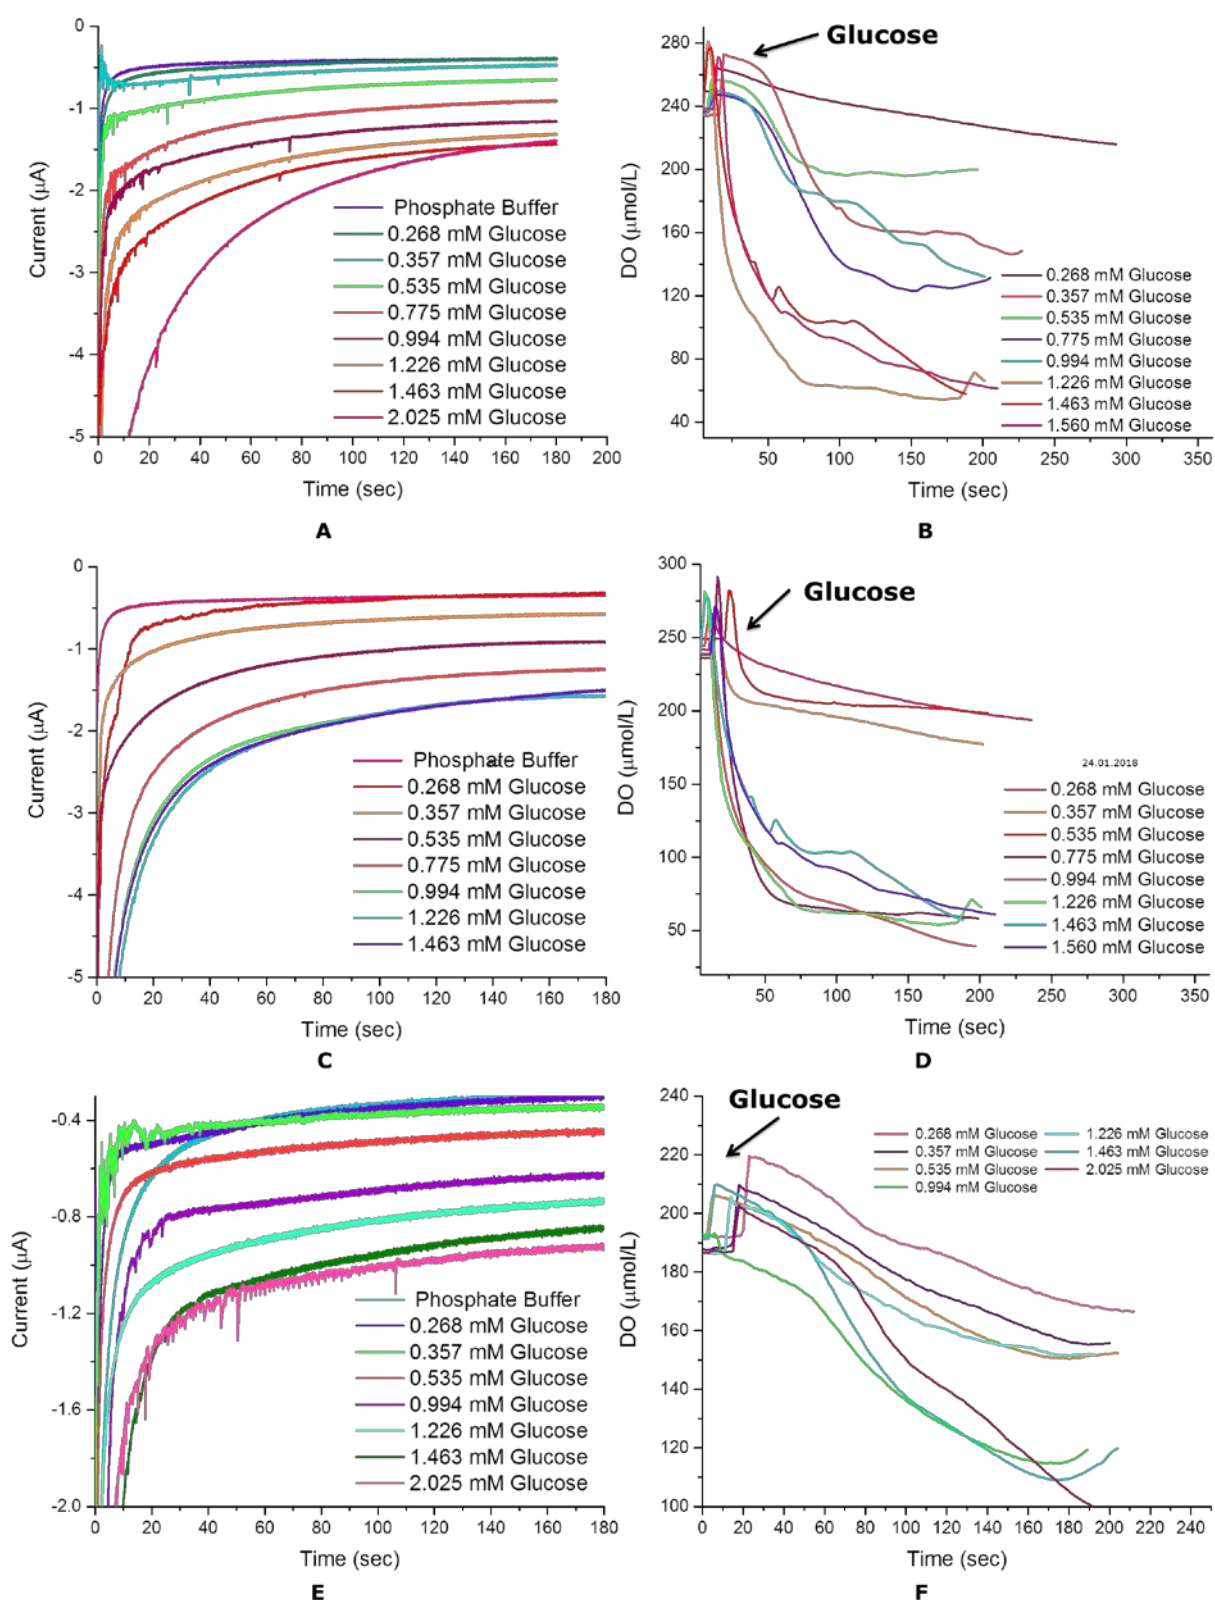 0
-1
-2
-3
-4
-5
Current (µA)
Phosphate Buffer
0.268 mM Glucose
0.357 mM Glucose
0.535 mM Glucose
0.775 mM Glucose
0.994 mM Glucose
1.226 mM Glucose
1.463 mM Glucose
2.025 mM Glucose
0 20 40 60 80 100 120 140 160 180 200
Time (sec)
A
Glucose
280
240
200
160
120
80
40
DO (µmol/L)
0.268 mM Glucose
0.357 mM Glucose
0.535 mM Glucose
0.775 mM Glucose
0.994 mM Glucose
1.226 mM Glucose
1.463 mM Glucose
1.560 mM Glucose
50 100 150 200 250 300 350
Time (sec)
B
0
-1
-2
-3
-4
-5
Current (µA)
Phosphate Buffer
0.268 mM Glucose
0.357 mM Glucose
0.535 mM Glucose
0.775 mM Glucose
0.994 mM Glucose
1.226 mM Glucose
1.463 mM Glucose
0 20 40 60 80 100 120 140 160 180
Time (sec)
C
Glucose
300
250
200
150
100
50
DO (µmol/L)
24.01.2018
0.268 mM Glucose
0.357 mM Glucose
0.535 mM Glucose
0.775 mM Glucose
0.994 mM Glucose
1.226 mM Glucose
1.463 mM Glucose
1.560 mM Glucose
50 100 150 200 250 300 350
Time (sec)
D
-0.4
-0.8
-1.2
-1.6
-2.0
Current (µA)
Phosphate Buffer
0.268 mM Glucose
0.357 mM Glucose
0.535 mM Glucose
0.994 mM Glucose
1.226 mM Glucose
1.463 mM Glucose
2.025 mM Glucose
0 20 40 60 80 100 120 140 160 180
Time (sec)
E
Glucose
240
220
200
180
160
140
120
100
DO (µmol/L)
0.268 mM Glucose 1.226 mM Glucose
0.357 mM Glucose 1.463 mM Glucose
0.535 mM Glucose 2.025 mM Glucose
0.994 mM Glucose
0 20 40 60 80 100 120 140 160 180 200 220 240
Time (sec)
F